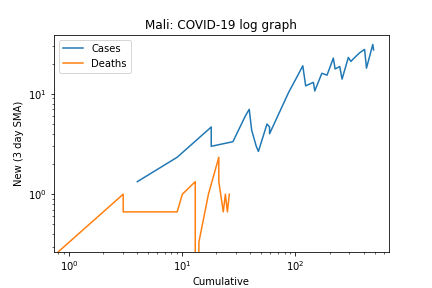 Mali: COVID-19 log graph
Cases
Deaths
New (3 day SMA)
10¹
10⁰
10⁰ 10¹ 10²
Cumulative